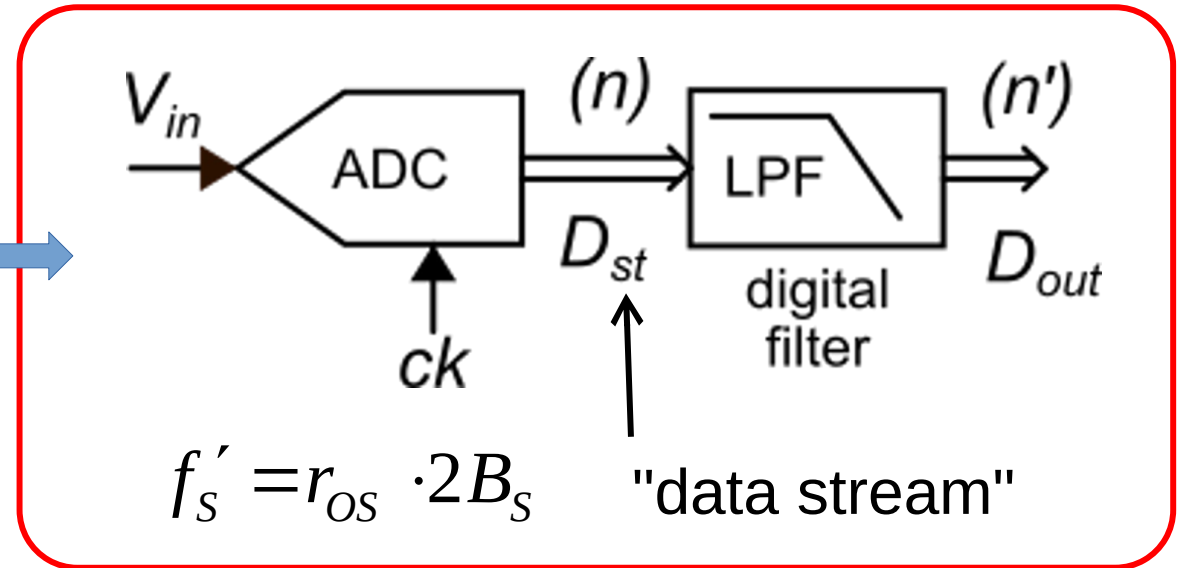 V_in
ADC
ck
(n)
D_st
LPF
digital
filter
(n')
D_out
f_S′ = r_OS · 2B_S
"data stream"